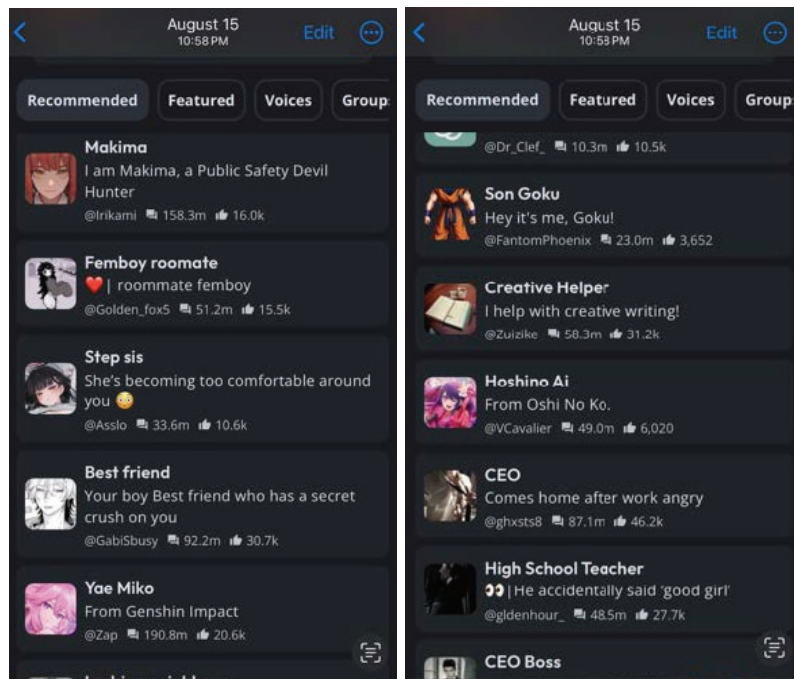 August 15
10:58 PM
Edit
Recommended
Featured
Voices
Group
Makima
I am Makima, a Public Safety Devil
Hunter
@Irikami 158.3m 16.0k
Femboy roomate
❤️| roommate femboy
@Golden_fox5 51.2m 15.5k
Step sis
She's becoming too comfortable around
you 😳
@Asslo 33.6m 10.6k
Best friend
Your boy Best friend who has a secret
crush on you
@GabiSbusy 92.2m 30.7k
Yae Miko
From Genshin Impact
@Zap 190.8m 20.6k
August 15
10:58 PM
Edit
Recommended
Featured
Voices
Group
@Dr_Clef_ 10.3m 10.5k
Son Goku
Hey it's me, Goku!
@FantomPhoenix 23.0m 3,652
Creative Helper
I help with creative writing!
@Zuizike 58.3m 31.2k
Hoshino Ai
From Oshi No Ko.
@VCavalier 49.0m 6,020
CEO
Comes home after work angry
@ghxsts8 87.1m 46.2k
High School Teacher
👀|He accidentally said 'good girl'
@gldenhour_ 48.5m 27.7k
CEO Boss